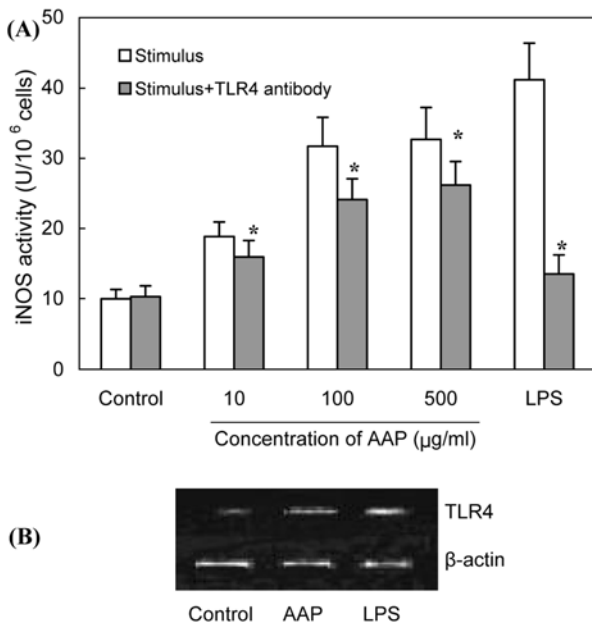 (A)
50
40
30
20
10
0
iNOS activity (U/10 ⁶ cells)
Stimulus
Stimulus+TLR4 antibody
*
*
*
*
Control
10
100
500
LPS
Concentration of AAP (μg/ml)
(B)
TLR4
β-actin
Control AAP LPS